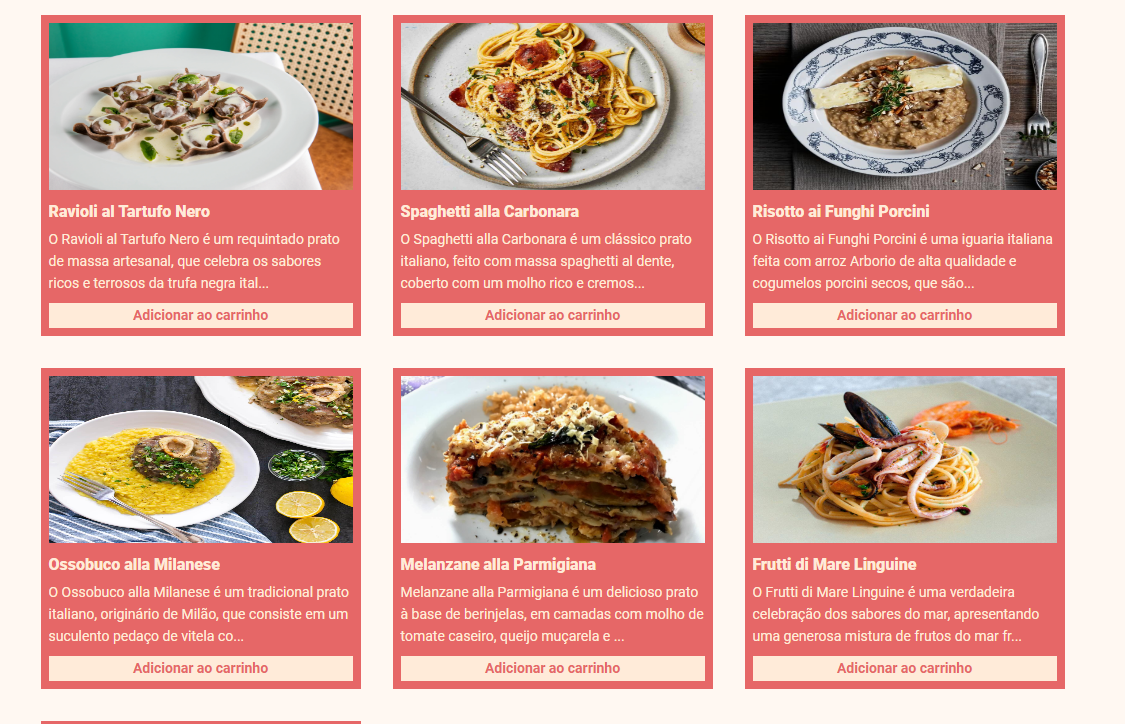 Ravioli al Tartufo Nero
O Ravioli al Tartufo Nero é um requintado prato
de massa artesanal, que celebra os sabores
ricos e terrosos da trufa negra ital...
Adicionar ao carrinho
Spaghetti alla Carbonara
O Spaghetti alla Carbonara é um clássico prato
italiano, feito com massa spaghetti al dente,
coberto com um molho rico e cremos...
Adicionar ao carrinho
Risotto ai Funghi Porcini
O Risotto ai Funghi Porcini é uma iguaria italiana
feita com arroz Arborio de alta qualidade e
cogumelos porcini secos, que são...
Adicionar ao carrinho
Ossobuco alla Milanese
O Ossobuco alla Milanese é um tradicional prato
italiano, originário de Milão, que consiste em um
suculento pedaço de vitela co...
Adicionar ao carrinho
Melanzane alla Parmigiana
Melanzane alla Parmigiana é um delicioso prato
à base de berinjelas, em camadas com molho de
tomate caseiro, queijo muçarela e ...
Adicionar ao carrinho
Frutti di Mare Linguine
O Frutti di Mare Linguine é uma verdadeira
celebração dos sabores do mar, apresentando
uma generosa mistura de frutos do mar fr...
Adicionar ao carrinho